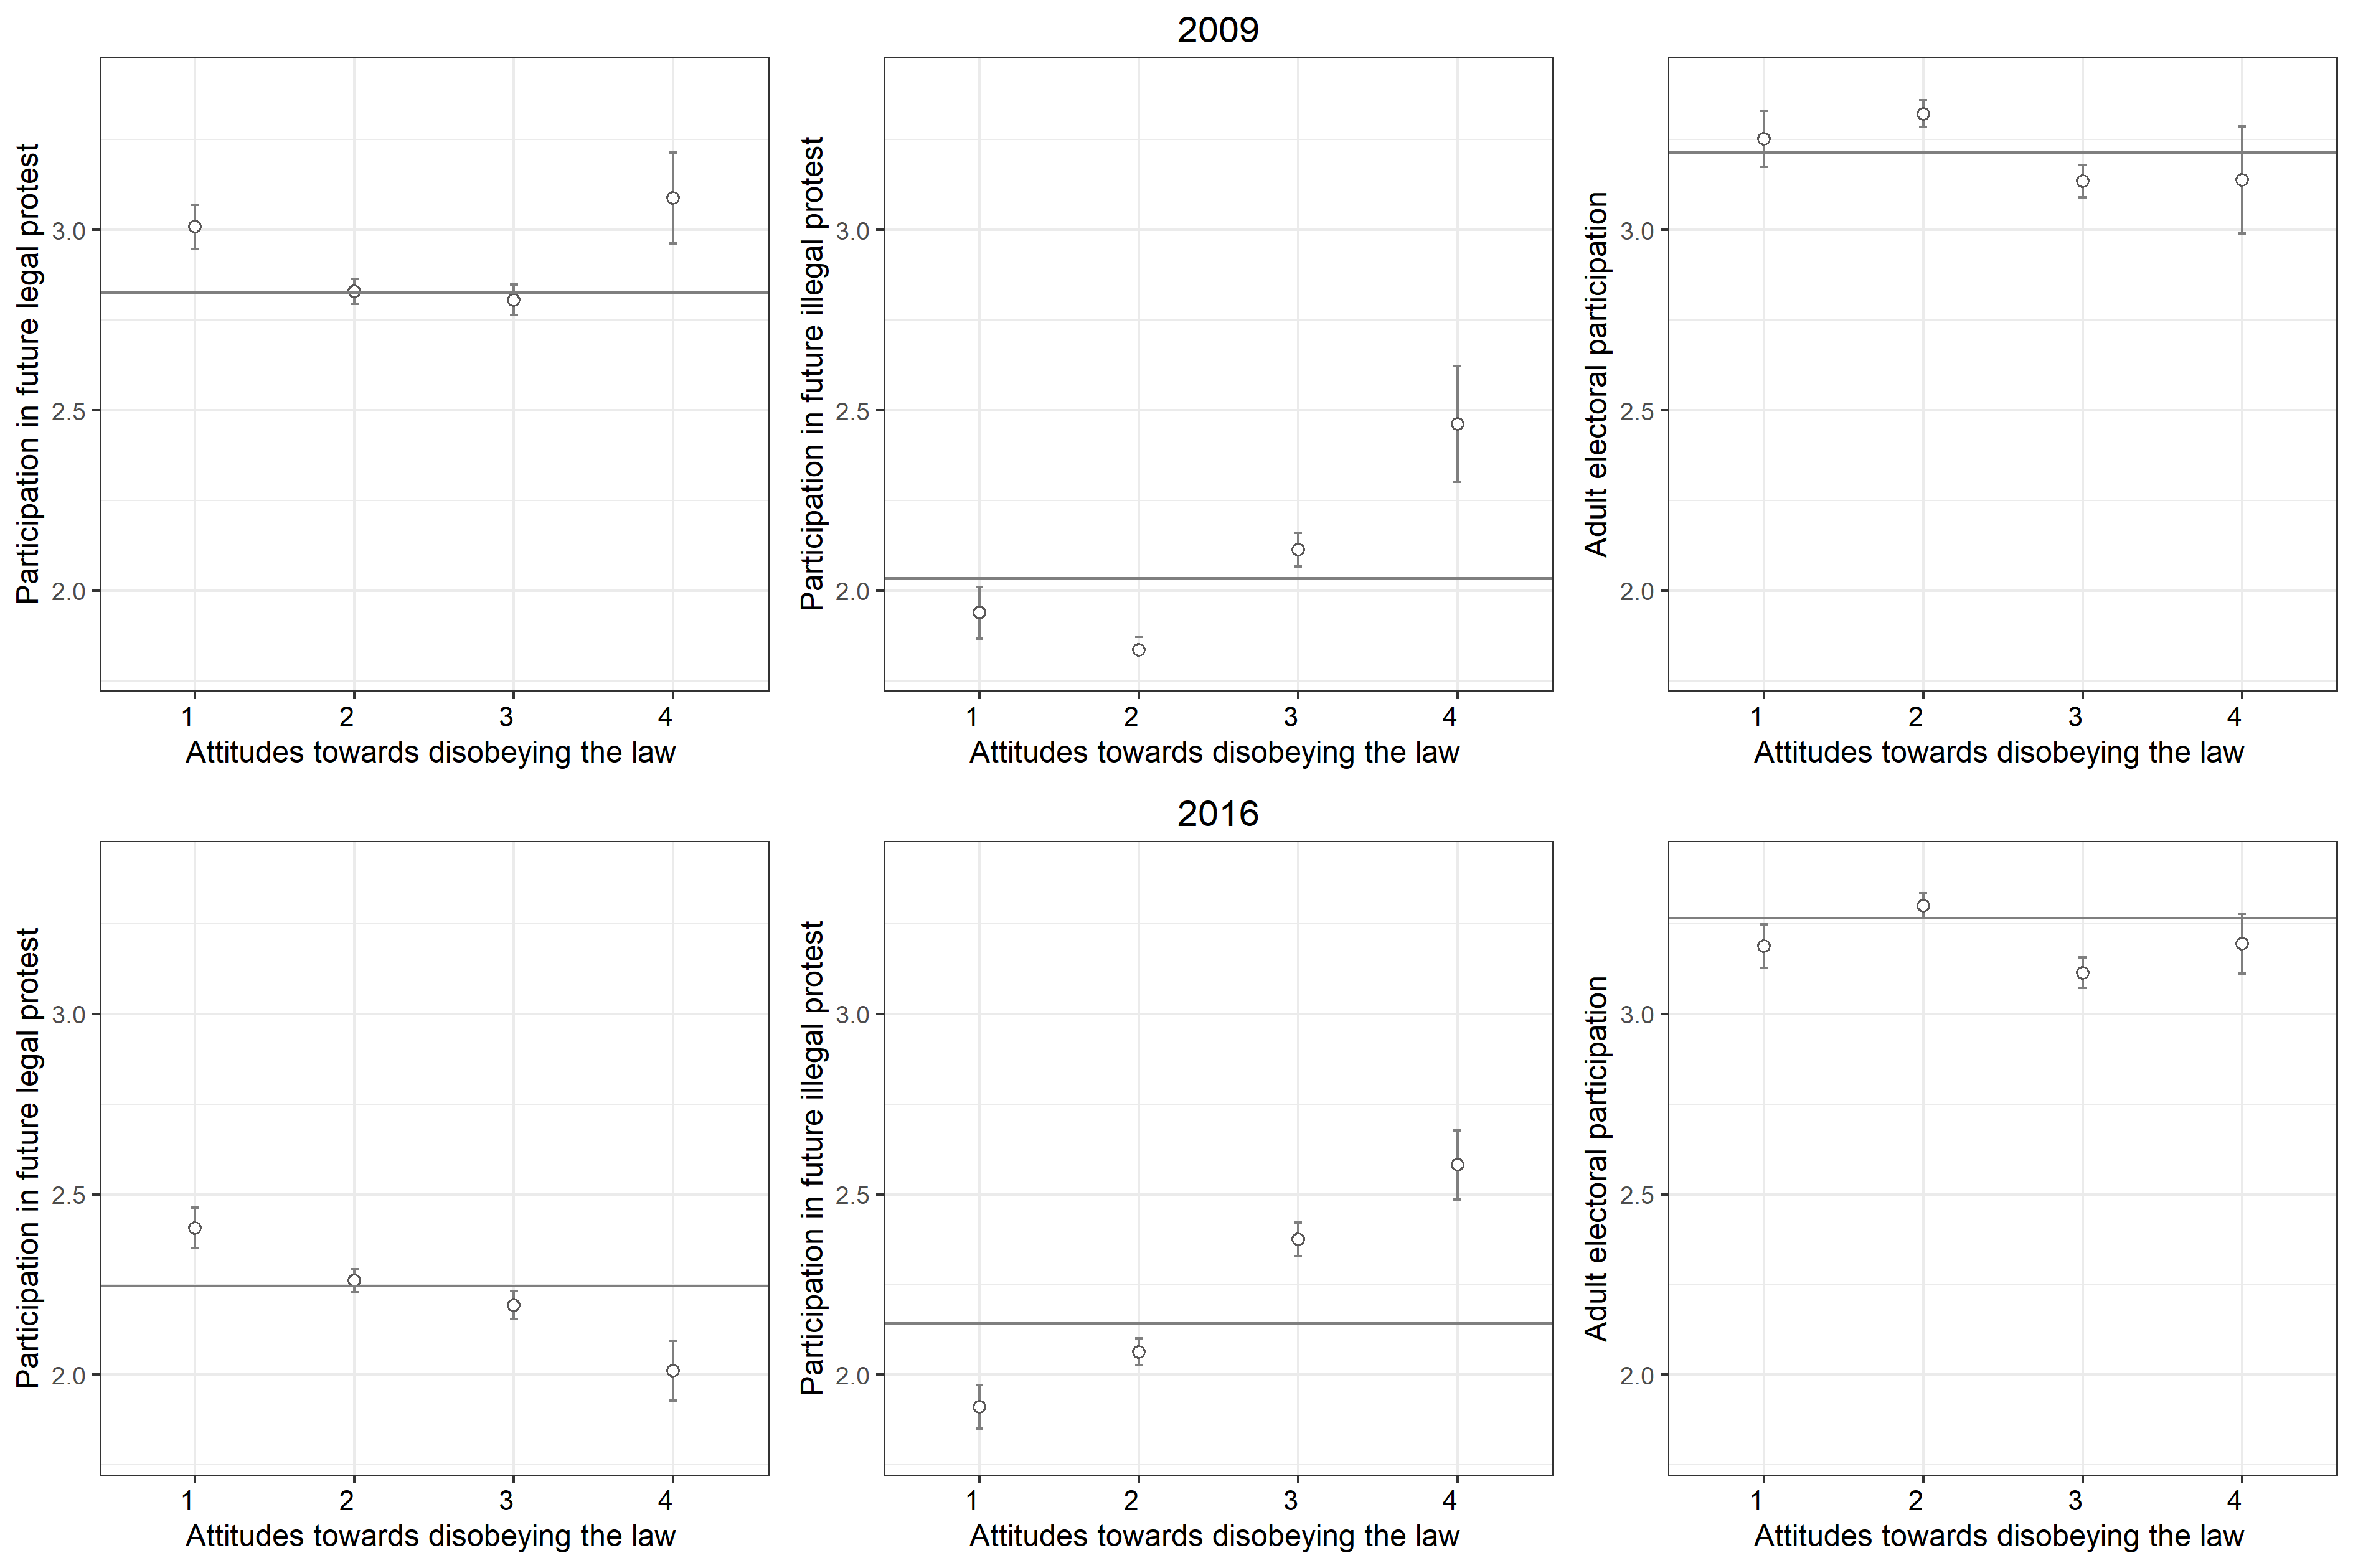 2009
Participation in future legal protest
3.0
2.5
2.0
1 2 3 4
Attitudes towards disobeying the law
Participation in future illegal protest
3.0
2.5
2.0
1 2 3 4
Attitudes towards disobeying the law
Adult electoral participation
3.0
2.5
2.0
1 2 3 4
Attitudes towards disobeying the law
2016
Participation in future legal protest
3.0
2.5
2.0
1 2 3 4
Attitudes towards disobeying the law
Participation in future illegal protest
3.0
2.5
2.0
1 2 3 4
Attitudes towards disobeying the law
Adult electoral participation
3.0
2.5
2.0
1 2 3 4
Attitudes towards disobeying the law